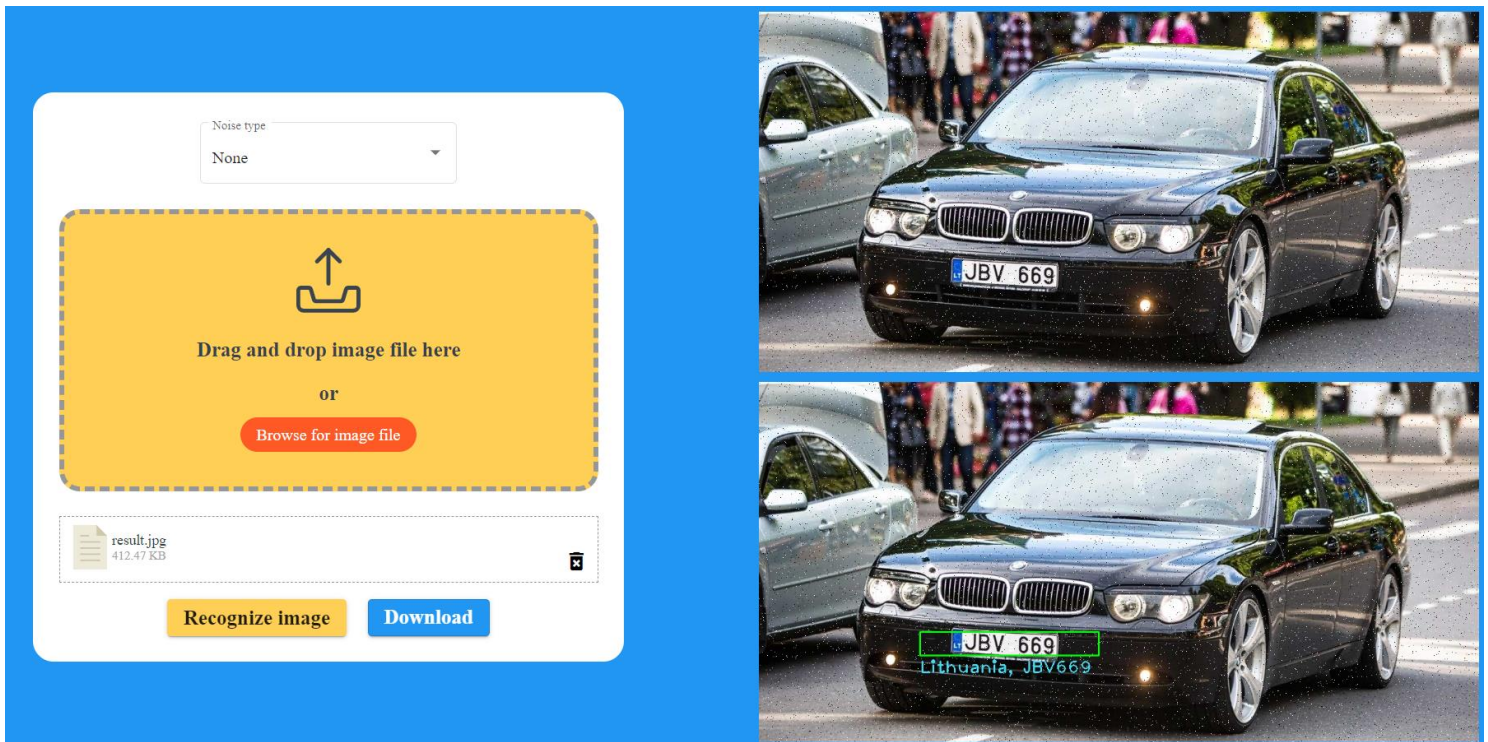 Noise type
None
Drag and drop image file here
or
Browse for image file
result.jpg
412.47 KB
Recognize image
Download
LT
JBV 669
LT
JBV 669
Lithuania, JBV669